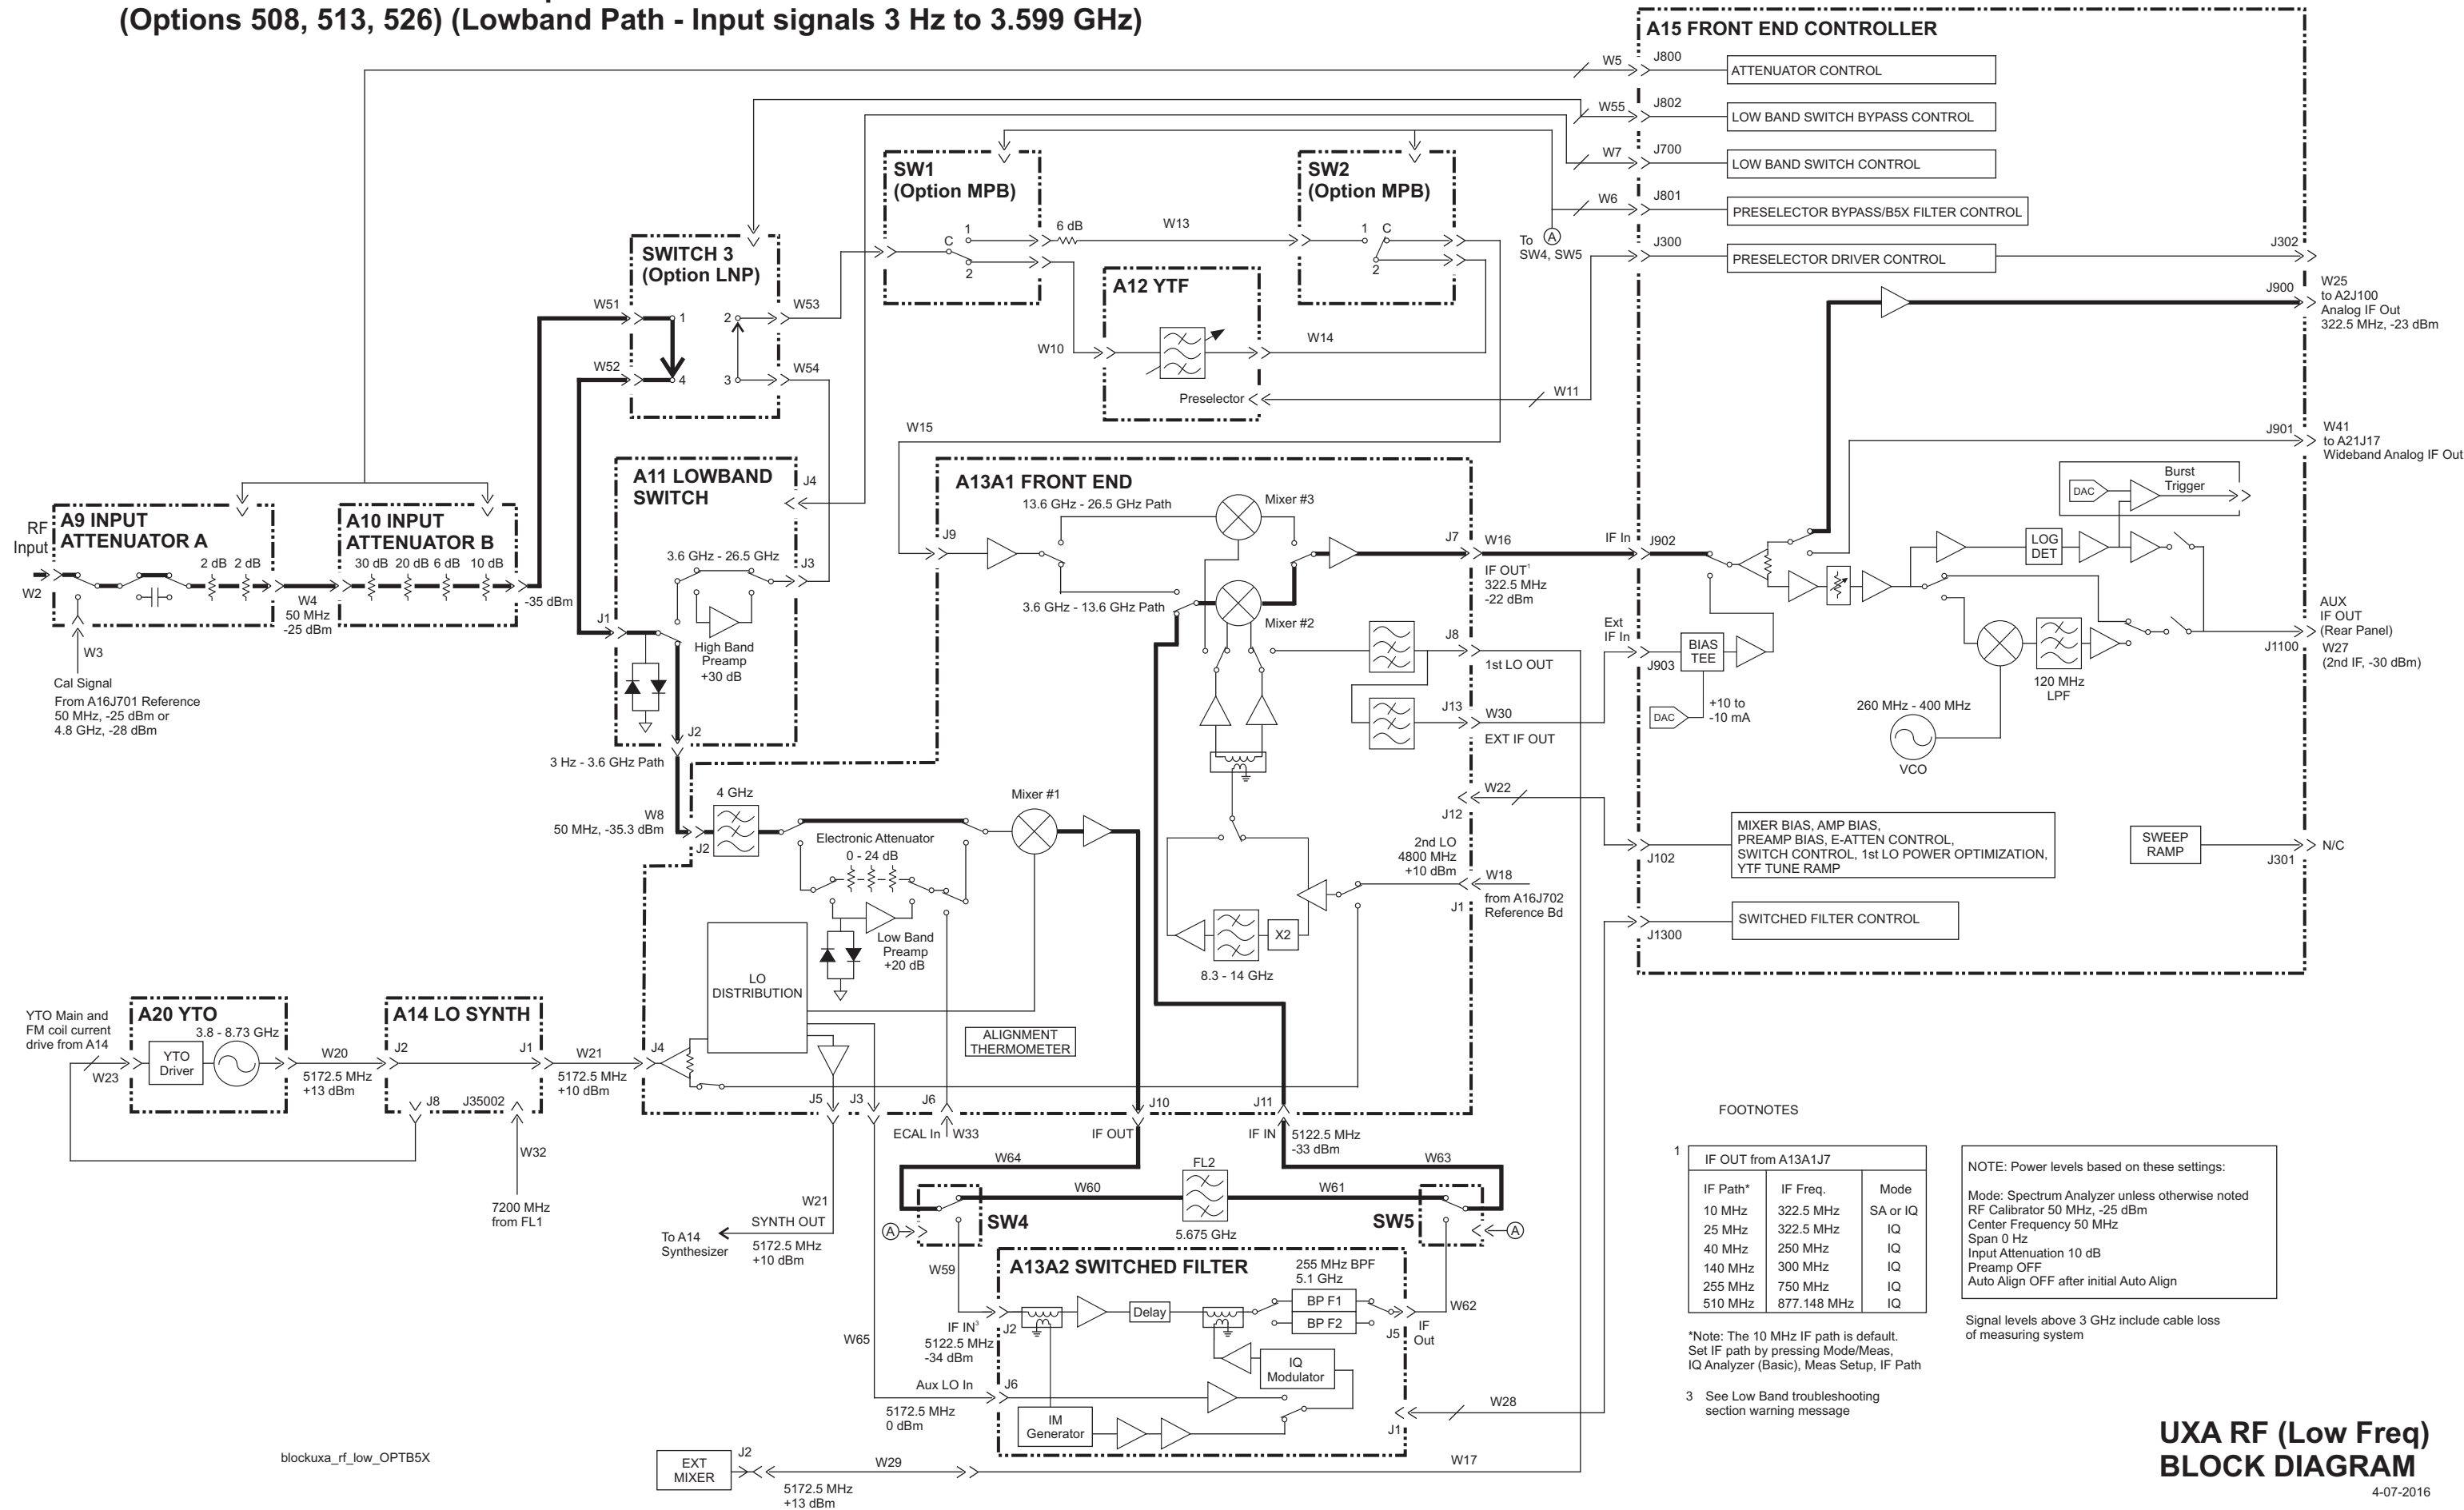 (Options 508, 513, 526) (Lowband Path - Input signals 3 Hz to 3.599 GHz)
A15 FRONT END CONTROLLER
W5
J800
ATTENUATOR CONTROL
W55
J802
LOW BAND SWITCH BYPASS CONTROL
W7
J700
LOW BAND SWITCH CONTROL
W6
J801
PRESELECTOR BYPASS/B5X FILTER CONTROL
To A
SW4, SW5
J300
PRESELECTOR DRIVER CONTROL
J302
SW1
(Option MPB)
C
1
2
6 dB
W13
SW2
(Option MPB)
1
C
2
SWITCH 3
(Option LNP)
W51
1
2
W53
W52
4
3
W54
A12 YTF
W10
W14
Preselector
W11
W15
J900
W25
to A2J100
Analog IF Out
322.5 MHz, -23 dBm
J901
W41
to A21J17
Wideband Analog IF Out
RF
Input
W2
A9 INPUT
ATTENUATOR A
2 dB
2 dB
W3
Cal Signal
From A16J701 Reference
50 MHz, -25 dBm or
4.8 GHz, -28 dBm
W4
50 MHz
-25 dBm
A10 INPUT
ATTENUATOR B
30 dB
20 dB
6 dB
10 dB
-35 dBm
A11 LOWBAND
SWITCH
J4
3.6 GHz - 26.5 GHz
J3
J1
High Band
Preamp
+30 dB
J2
3 Hz - 3.6 GHz Path
A13A1 FRONT END
13.6 GHz - 26.5 GHz Path
Mixer #3
J9
3.6 GHz - 13.6 GHz Path
Mixer #2
J7
W16
IF OUT1
322.5 MHz
-22 dBm
J8
1st LO OUT
J13
W30
EXT IF OUT
W22
J12
2nd LO
4800 MHz
+10 dBm
W18
from A16J702
Reference Bd
J1
X2
8.3 - 14 GHz
W8
50 MHz, -35.3 dBm
J2
4 GHz
Electronic Attenuator
0 - 24 dB
Low Band
Preamp
+20 dB
Mixer #1
LO
DISTRIBUTION
ALIGNMENT
THERMOMETER
IF In
J902
Ext
IF In
J903
BIAS
TEE
DAC
+10 to
-10 mA
DAC
Burst
Trigger
LOG
DET
120 MHz
LPF
260 MHz - 400 MHz
VCO
AUX
IF OUT
(Rear Panel)
W27
(2nd IF, -30 dBm)
J1100
J102
MIXER BIAS, AMP BIAS,
PREAMP BIAS, E-ATTEN CONTROL,
SWITCH CONTROL, 1st LO POWER OPTIMIZATION,
YTF TUNE RAMP
SWEEP
RAMP
J301
N/C
J1300
SWITCHED FILTER CONTROL
YTO Main and
FM coil current
drive from A14
W23
A20 YTO
3.8 - 8.73 GHz
YTO
Driver
W20
5172.5 MHz
+13 dBm
A14 LO SYNTH
J2
J1
J8
J35002
W32
7200 MHz
from FL1
W21
5172.5 MHz
+10 dBm
J4
J5
J3
J6
ECAL In
W33
J10
IF OUT
J11
IF IN
5122.5 MHz
-33 dBm
W21
SYNTH OUT
5172.5 MHz
+10 dBm
To A14
Synthesizer
W64
W63
FL2
W60
W61
5.675 GHz
A
SW4
SW5
A
W59
W62
A13A2 SWITCHED FILTER
255 MHz BPF
5.1 GHz
BP F1
BP F2
Delay
IF IN3
5122.5 MHz
-34 dBm
J2
J5
IF
Out
IQ
Modulator
W65
Aux LO In
J6
5172.5 MHz
0 dBm
IM
Generator
J1
W28
EXT
MIXER
J2
W29
5172.5 MHz
+13 dBm
W17
FOOTNOTES
1
IF OUT from A13A1J7
IF Path* IF Freq. Mode
10 MHz 322.5 MHz SA or IQ
25 MHz 322.5 MHz IQ
40 MHz 250 MHz IQ
140 MHz 300 MHz IQ
255 MHz 750 MHz IQ
510 MHz 877.148 MHz IQ
*Note: The 10 MHz IF path is default.
Set IF path by pressing Mode/Meas,
IQ Analyzer (Basic), Meas Setup, IF Path
3 See Low Band troubleshooting
section warning message
NOTE: Power levels based on these settings:
Mode: Spectrum Analyzer unless otherwise noted
RF Calibrator 50 MHz, -25 dBm
Center Frequency 50 MHz
Span 0 Hz
Input Attenuation 10 dB
Preamp OFF
Auto Align OFF after initial Auto Align
Signal levels above 3 GHz include cable loss
of measuring system
blockuxa_rf_low_OPTB5X
UXA RF (Low Freq)
BLOCK DIAGRAM
4-07-2016